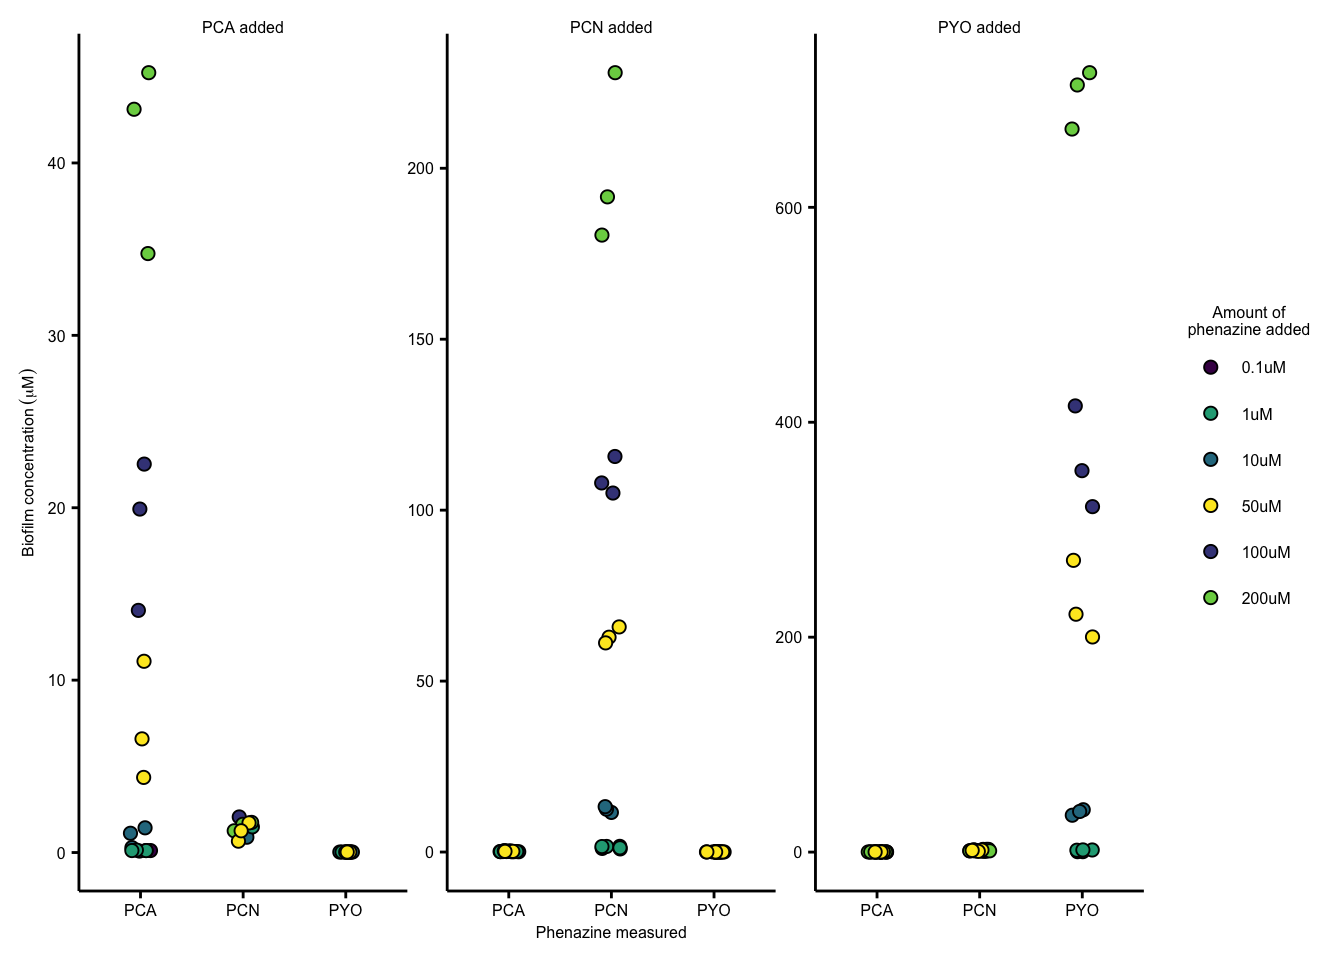 PCA added
PCN added
PYO added
40
30
20
10
0
200
150
100
50
0
600
400
200
0
PCA
PCN
PYO
PCA
PCN
PYO
PCA
PCN
PYO
Biofilm concentration (μM)
Phenazine measured
Amount of
phenazine added
0.1uM
1uM
10uM
50uM
100uM
200uM